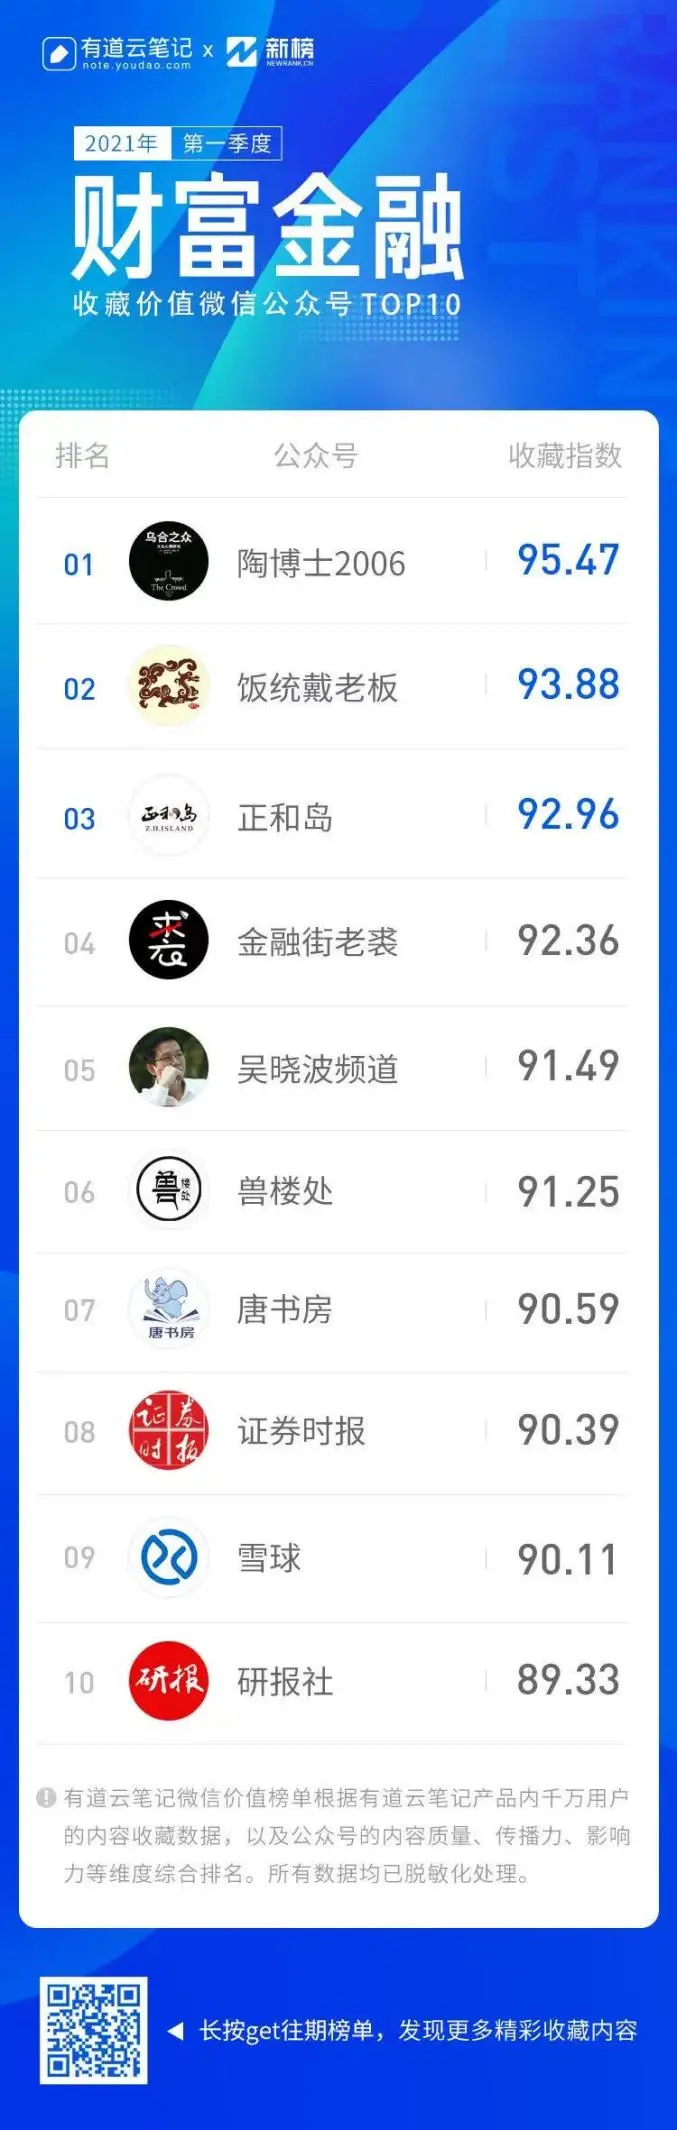 有道云笔记 x 新榜
note.youdao.com NEWRANK.CN
2021年 第一季度
财富金融
收藏价值微信公众号TOP10
RANKING
LIST
排名 公众号 收藏指数
乌合之众
The Crowd
01 陶博士2006 95.47
02 饭统戴老板 93.88
正和岛
Z.H.ISLAND
03 正和岛 92.96
裘
04 金融街老裘 92.36
05 吴晓波频道 91.49
兽楼处
06 兽楼处 91.25
唐书房
07 唐书房 90.59
证券时报
08 证券时报 90.39
09 雪球 90.11
研报
10 研报社 89.33
有道云笔记微信价值榜单根据有道云笔记产品内千万用户
的内容收藏数据，以及公众号的内容质量、传播力、影响
力等维度综合排名。所有数据均已脱敏化处理。
长按get往期榜单，发现更多精彩收藏内容